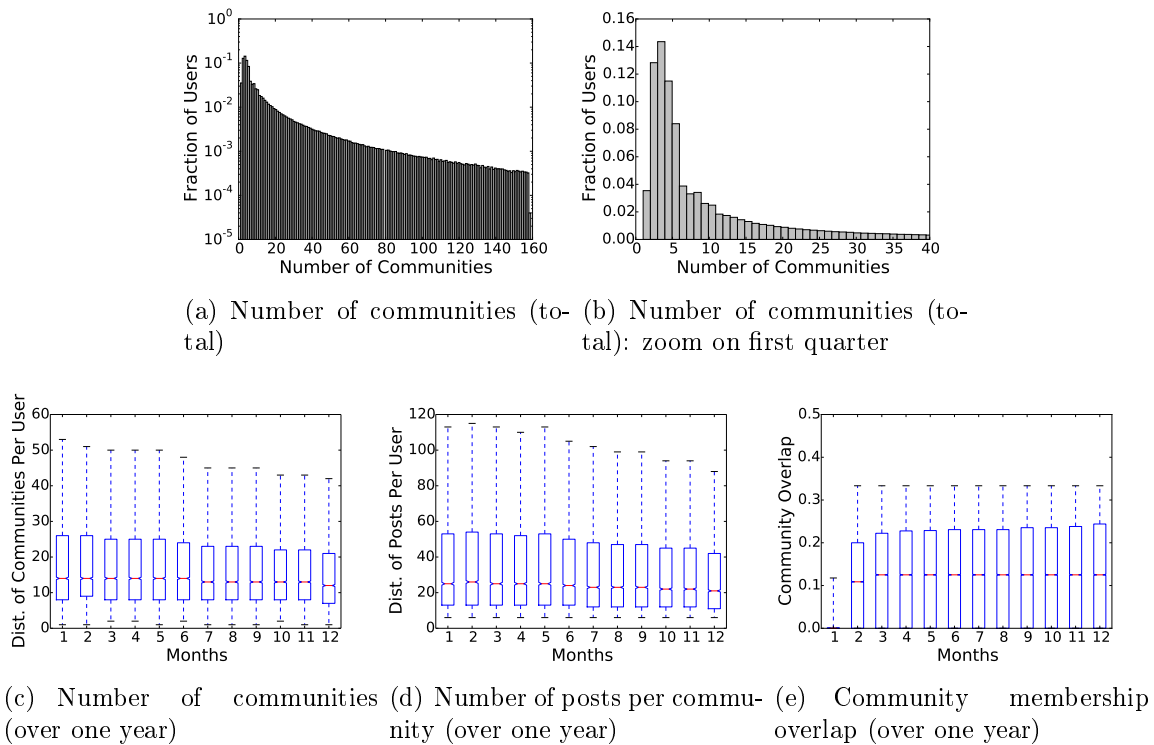 10^0
10^-1
10^-2
10^-3
10^-4
10^-5
Fraction of Users
0 20 40 60 80 100 120 140 160
Number of Communities
0.16
0.14
0.12
0.10
0.08
0.06
0.04
0.02
0.00
Fraction of Users
0 5 10 15 20 25 30 35 40
Number of Communities
(a) Number of communities (to-
tal)
(b) Number of communities (to-
tal): zoom on first quarter
60
50
40
30
20
10
0
Dist. of Communities Per User
1 2 3 4 5 6 7 8 9 10 11 12
Months
120
100
80
60
40
20
0
Dist. of Posts Per User
1 2 3 4 5 6 7 8 9 10 11 12
Months
0.5
0.4
0.3
0.2
0.1
0.0
Community Overlap
1 2 3 4 5 6 7 8 9 10 11 12
Months
(c) Number of communities
(over one year)
(d) Number of posts per commu-
nity (over one year)
(e) Community membership
overlap (over one year)